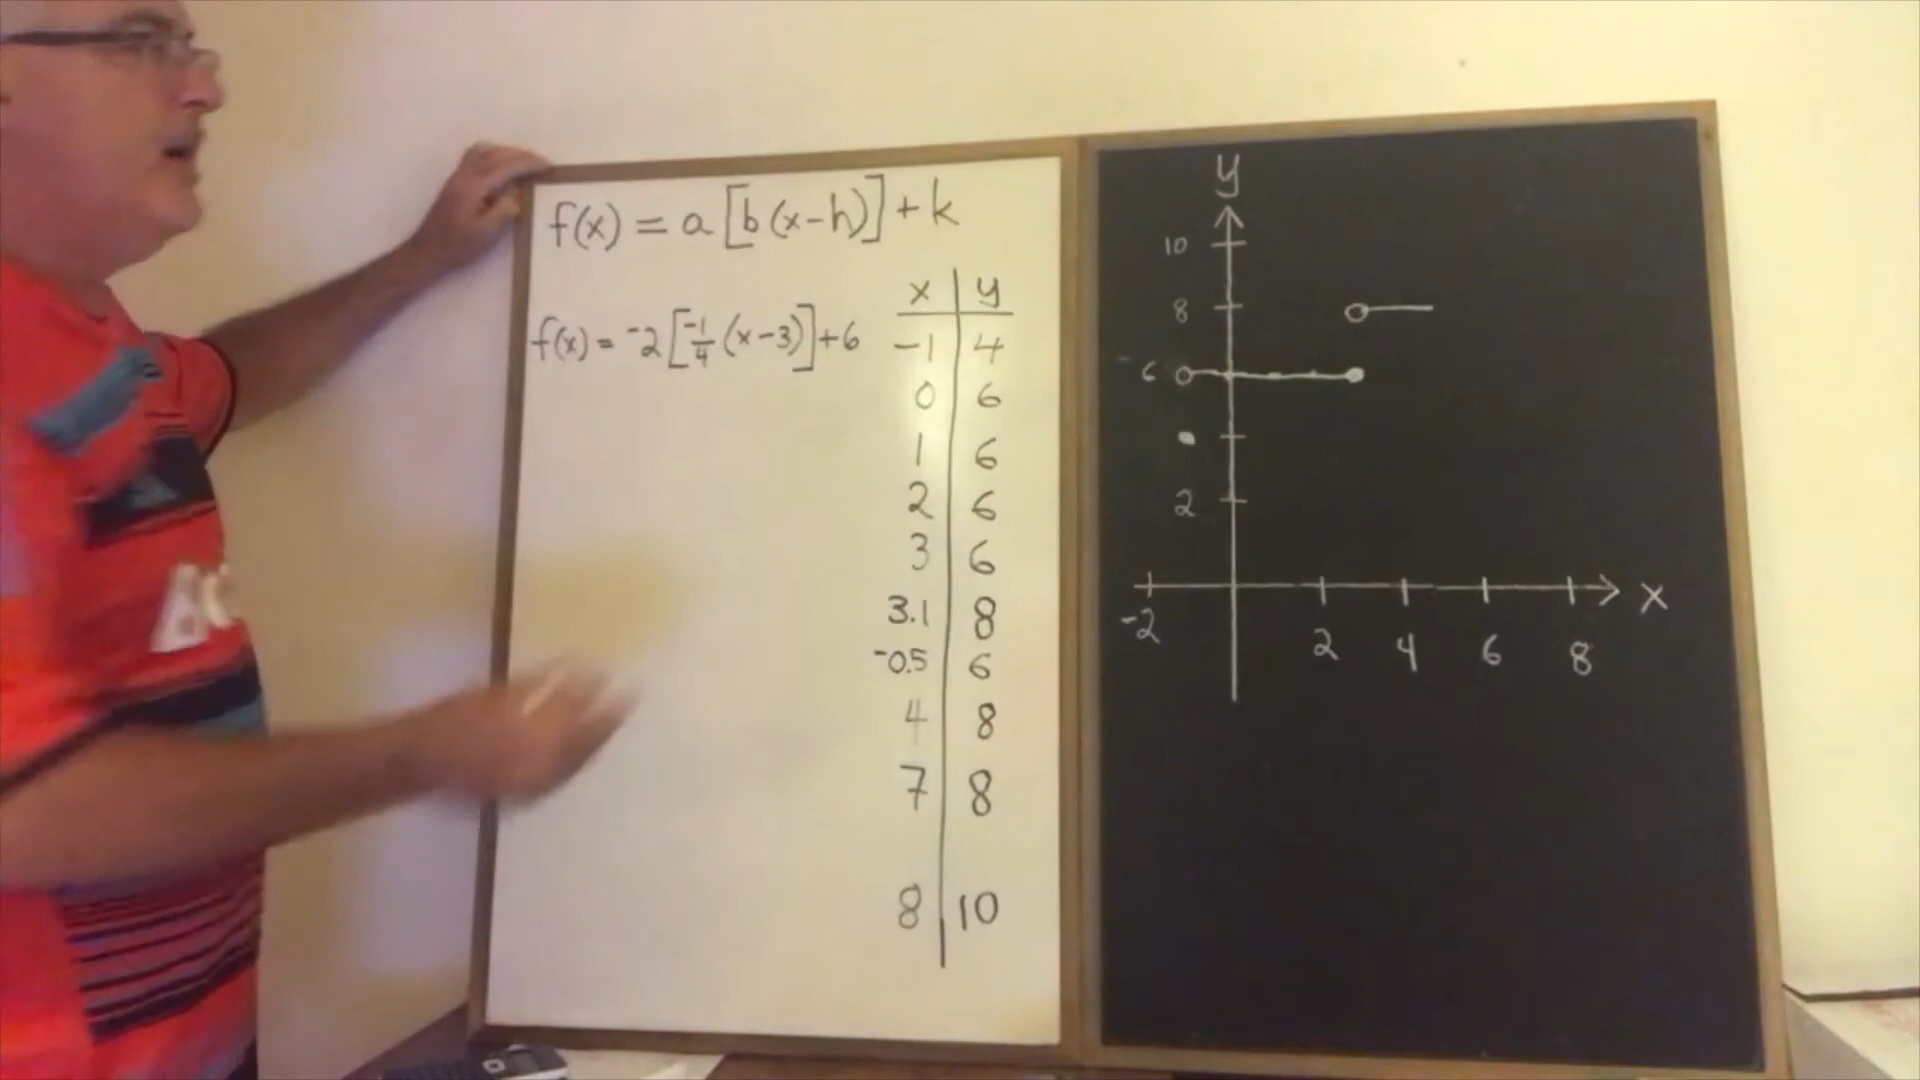 f(x) = a [b(x-h)] + k
f(x) = -2 [-1/4 (x-3)] + 6
x y
-1 4
0 6
1 6
2 6
3 6
3.1 8
-0.5 6
4 8
7 8
8 10
y
10
8
6
2
x
-2 2 4 6 8